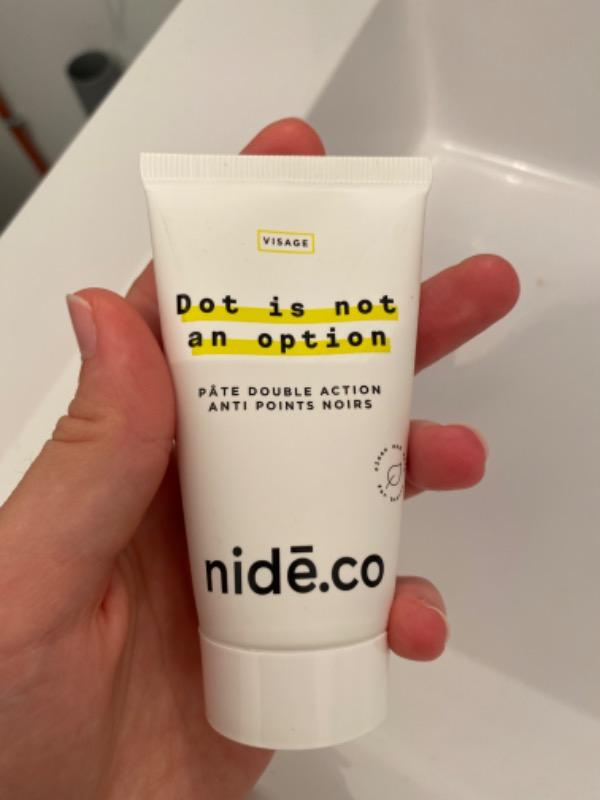 VISAGE
Dot is not
an option
PÂTE DOUBLE ACTION
ANTI POINTS NOIRS
nidē.co